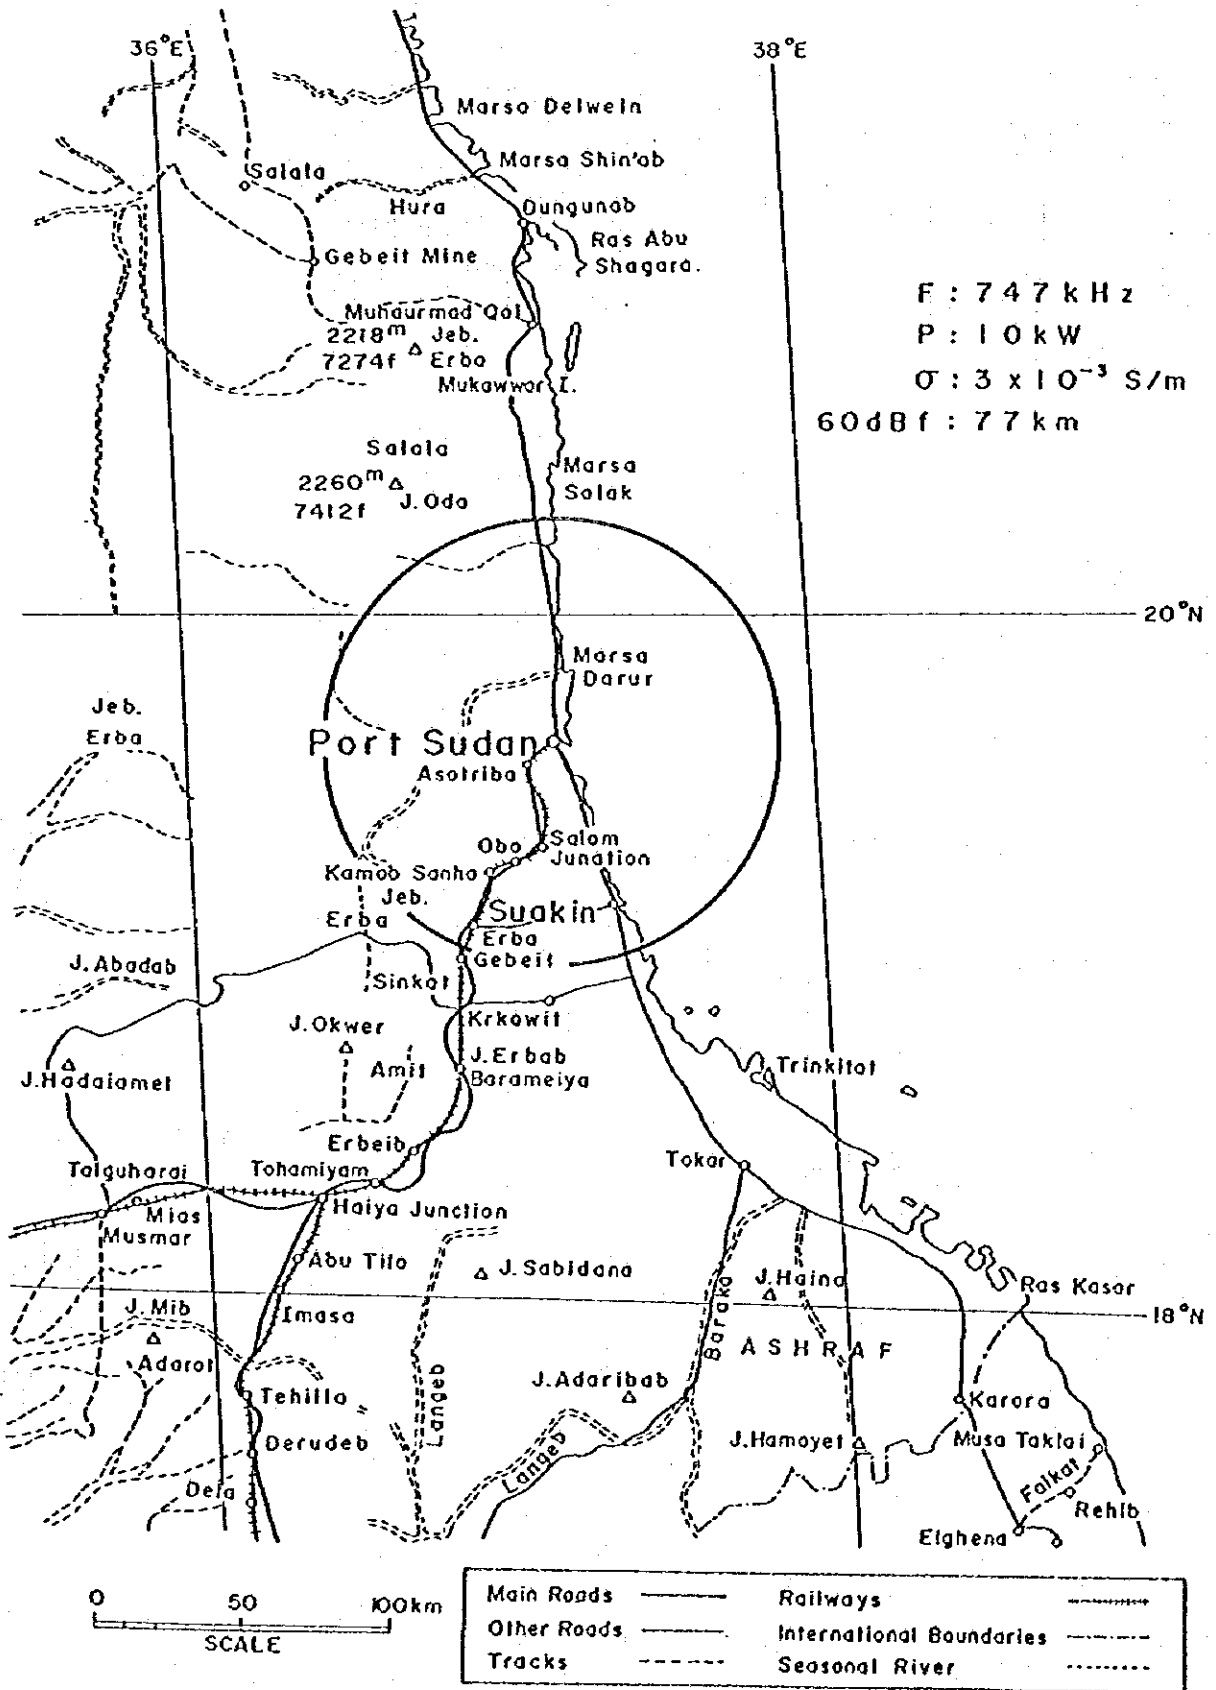 36°E
38°E
Marsa Delwein
Marsa Shin'ab
Salala
Hura
Dungunab
Ras Abu
Shagara.
Gebeit Mine
F : 747 kHz
P : 10 kW
σ : 3 x 10⁻³ S/m
60dBf : 77 km
Muhaurmad Qol
2218m
Jeb.
7274f
Erba
Mukawwar I.
Salala
2260m
J. Oda
7412f
Marsa
Salak
20°N
Marsa
Darur
Jeb.
Erba
Port Sudan
Asotriba
Obo
Salom
Junation
Kamob Sanha
Jeb.
Erba
Suakin
Erba
Gebeit
J. Abadab
Sinkat
Krkowit
J. Okwer
J. Erbab
J. Hadaiamet
Amit
Barameiya
Trinkitat
Erbeib
Tokar
Talguharai
Tohamiyam
Mias
Haiya Junction
Musmar
Abu Tilo
J. Sabidana
J. Haina
Ras Kasar
J. Mib
Imasa
Baraka
18°N
Adarot
ASHRAF
Tehilla
Langeb
J. Adaribab
Karora
Derudeb
J. Hamoyet
Musa Taklai
Langeb
Falkat
Dela
Rehib
Elghena
0 50 100km
SCALE
Main Roads
Railways
Other Roads
International Boundaries
Tracks
Seasonal River